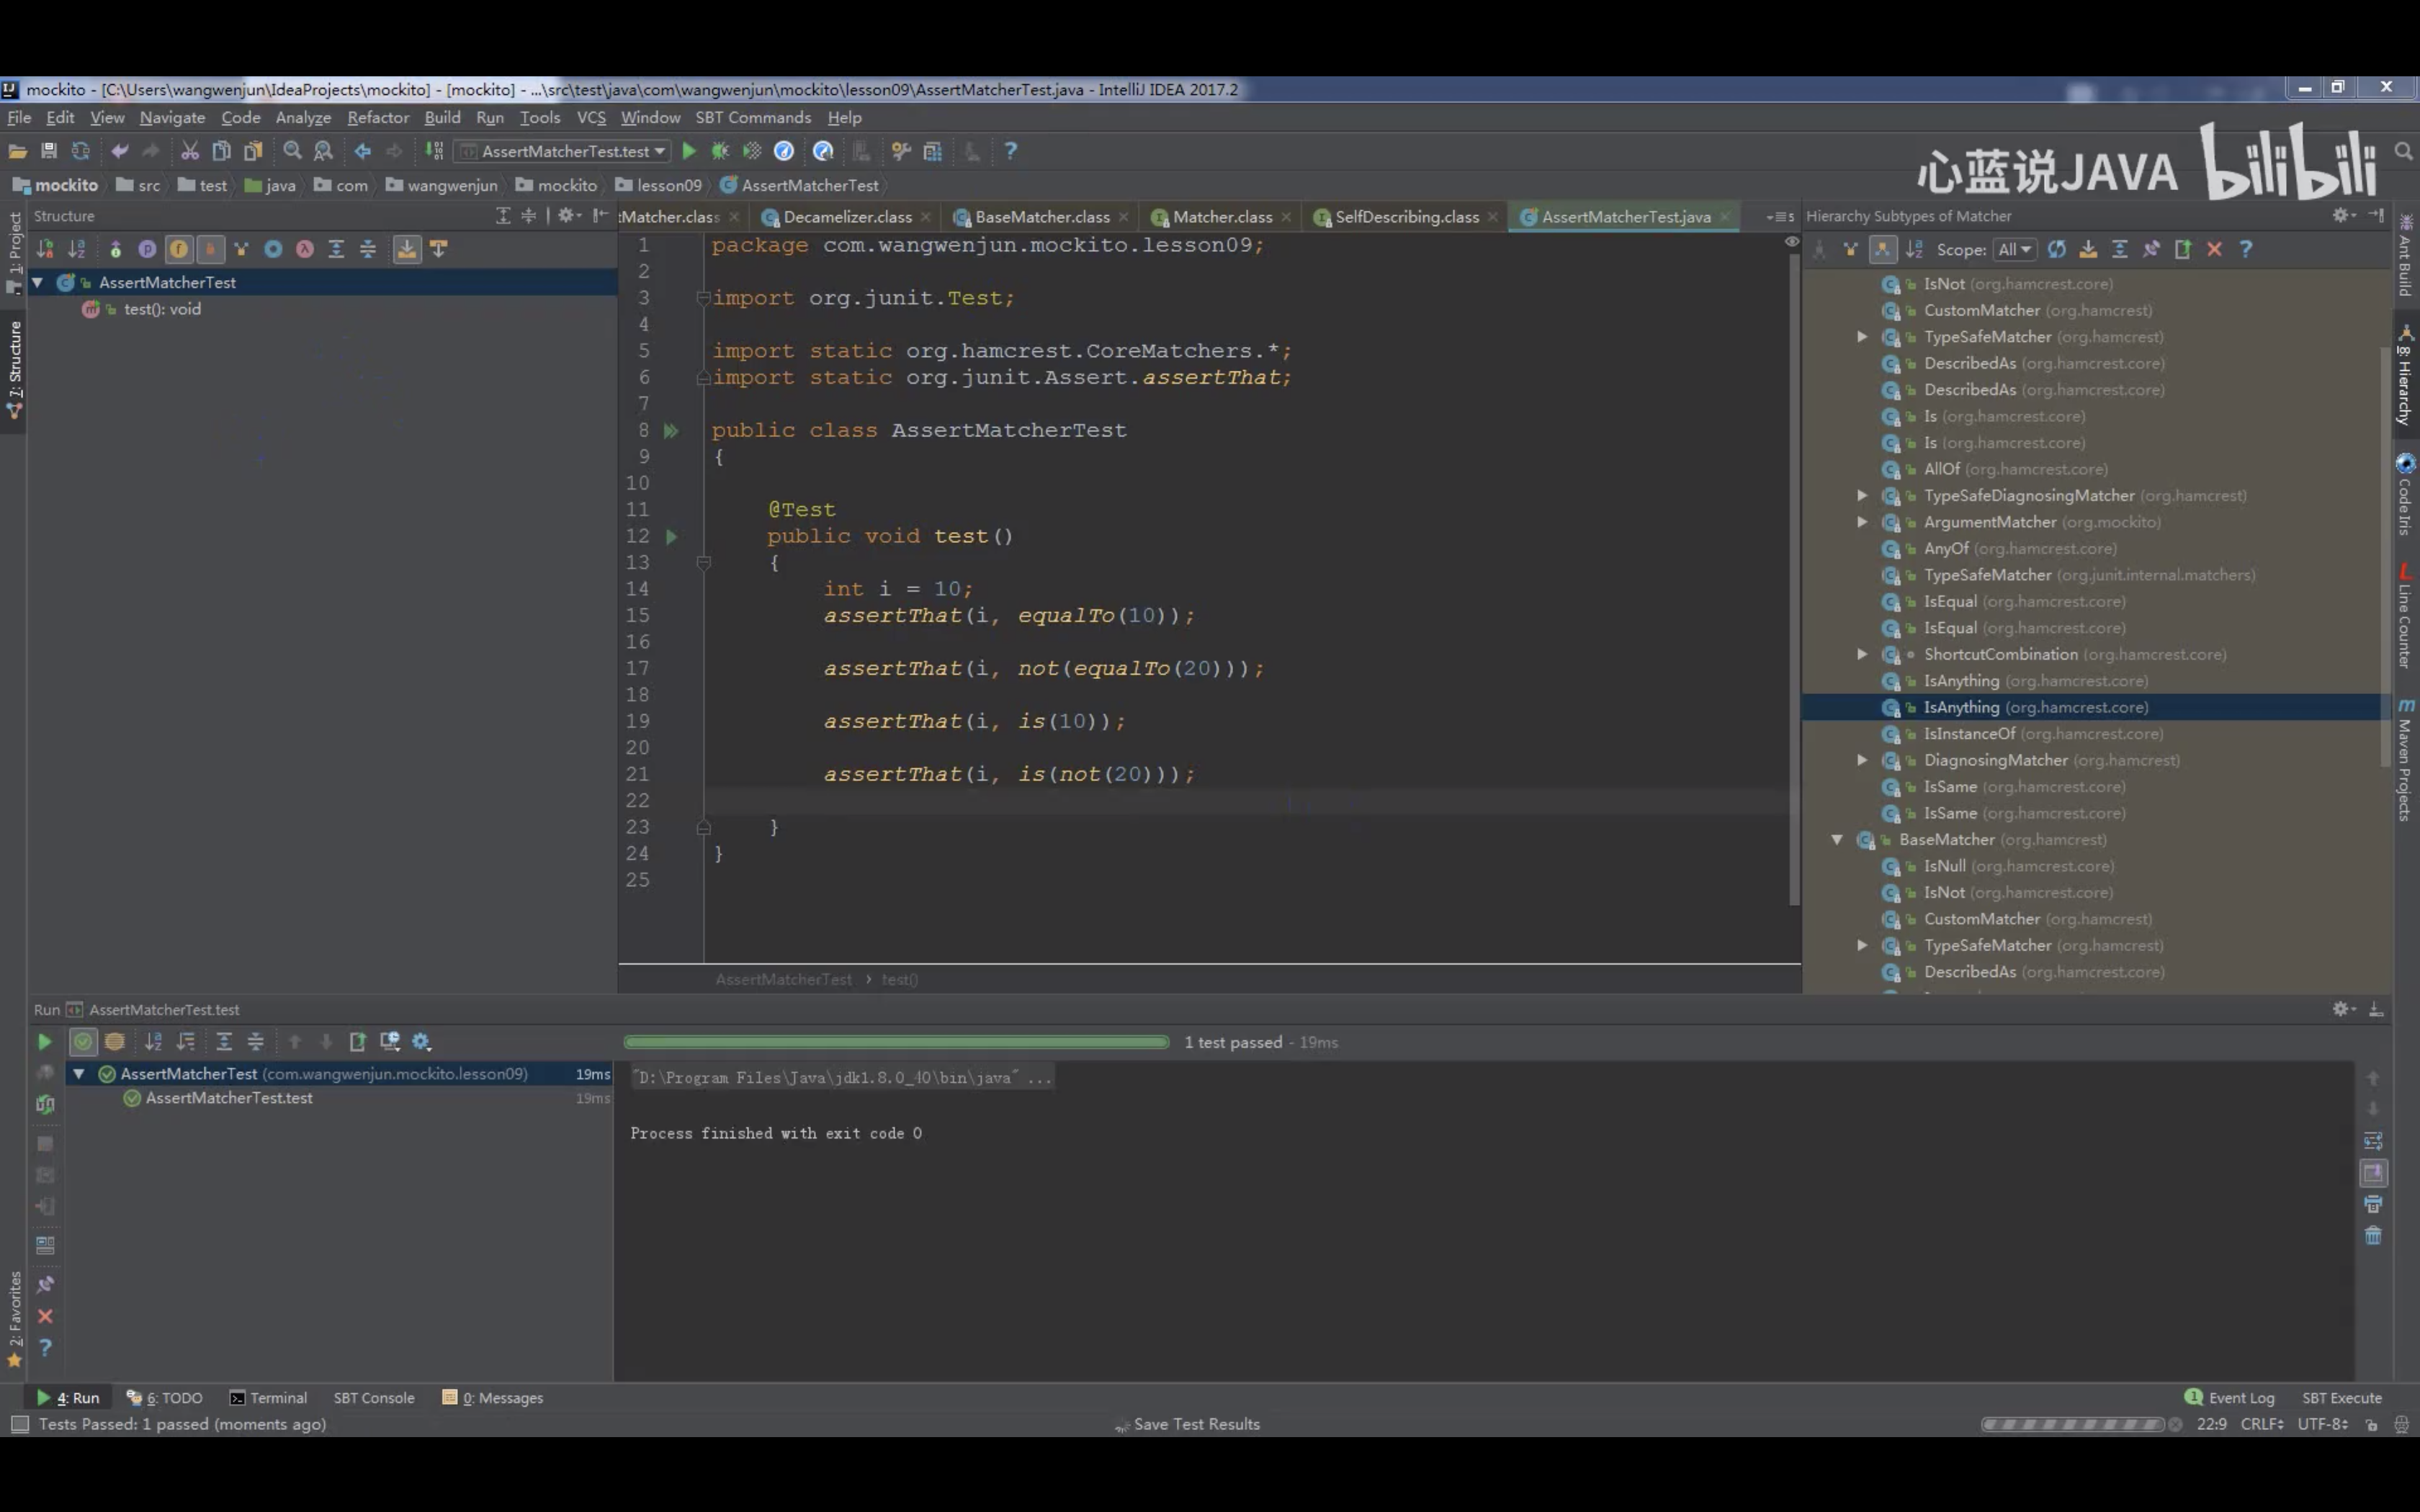 mockito - [C:\Users\wangwenjun\IdeaProjects\mockito] - [mockito] - ...\src\test\java\com\wangwenjun\mockito\lesson09\AssertMatcherTest.java - IntelliJ IDEA 2017.2
File Edit View Navigate Code Analyze Refactor Build Run Tools VCS Window SBT Commands Help
AssertMatcherTest.test
心蓝说JAVA bilibili
mockito src test java com wangwenjun mockito lesson09 AssertMatcherTest
Structure
tMatcher.class Decamelizer.class BaseMatcher.class Matcher.class SelfDescribing.class AssertMatcherTest.java
Hierarchy Subtypes of Matcher
Scope: All
1: Project
7: Structure
2: Favorites
AssertMatcherTest
test(): void
1 package com.wangwenjun.mockito.lesson09;
2
3 import org.junit.Test;
4
5 import static org.hamcrest.CoreMatchers.*;
6 import static org.junit.Assert.assertThat;
7
8 public class AssertMatcherTest
9 {
10
11 @Test
12 public void test()
13 {
14 int i = 10;
15 assertThat(i, equalTo(10));
16
17 assertThat(i, not(equalTo(20)));
18
19 assertThat(i, is(10));
20
21 assertThat(i, is(not(20)));
22
23 }
24 }
25
AssertMatcherTest › test()
IsNot (org.hamcrest.core)
CustomMatcher (org.hamcrest)
TypeSafeMatcher (org.hamcrest)
DescribedAs (org.hamcrest.core)
DescribedAs (org.hamcrest.core)
Is (org.hamcrest.core)
Is (org.hamcrest.core)
AllOf (org.hamcrest.core)
TypeSafeDiagnosingMatcher (org.hamcrest)
ArgumentMatcher (org.mockito)
AnyOf (org.hamcrest.core)
TypeSafeMatcher (org.junit.internal.matchers)
IsEqual (org.hamcrest.core)
IsEqual (org.hamcrest.core)
ShortcutCombination (org.hamcrest.core)
IsAnything (org.hamcrest.core)
IsAnything (org.hamcrest.core)
IsInstanceOf (org.hamcrest.core)
DiagnosingMatcher (org.hamcrest)
IsSame (org.hamcrest.core)
IsSame (org.hamcrest.core)
BaseMatcher (org.hamcrest)
IsNull (org.hamcrest.core)
IsNot (org.hamcrest.core)
CustomMatcher (org.hamcrest)
TypeSafeMatcher (org.hamcrest)
DescribedAs (org.hamcrest.core)
Ant Build
8: Hierarchy
Code Iris
Line Counter
Maven Projects
Run AssertMatcherTest.test
1 test passed - 19ms
AssertMatcherTest (com.wangwenjun.mockito.lesson09) 19ms
AssertMatcherTest.test 19ms
"D:\Program Files\Java\jdk1.8.0_40\bin\java" ...
Process finished with exit code 0
4: Run 6: TODO Terminal SBT Console 0: Messages
1 Event Log SBT Execute
Tests Passed: 1 passed (moments ago)
Save Test Results
22:9 CRLF UTF-8